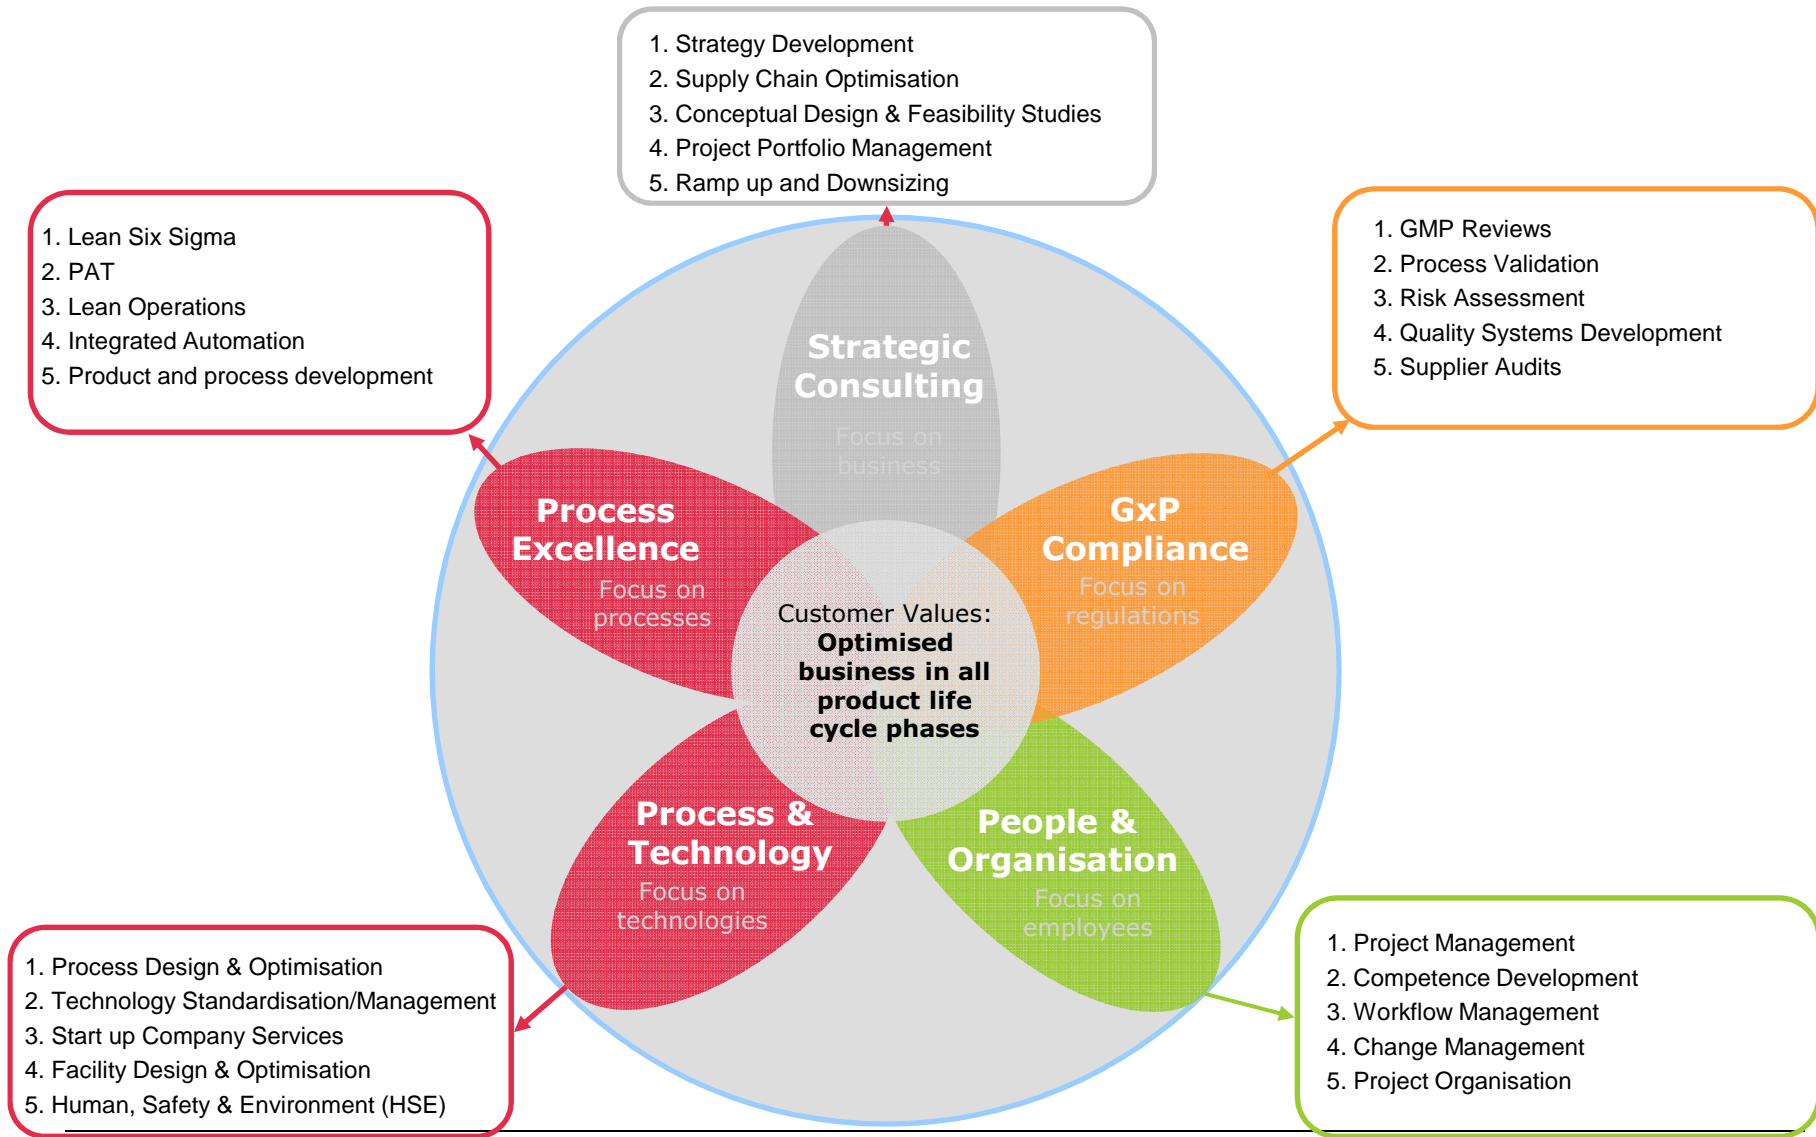 1. Strategy Development
2. Supply Chain Optimisation
3. Conceptual Design & Feasibility Studies
4. Project Portfolio Management
5. Ramp up and Downsizing
1. Lean Six Sigma
2. PAT
3. Lean Operations
4. Integrated Automation
5. Product and process development
1. GMP Reviews
2. Process Validation
3. Risk Assessment
4. Quality Systems Development
5. Supplier Audits
Strategic
Consulting
Focus on
business
Process
Excellence
Focus on
processes
GxP
Compliance
Focus on
regulations
Customer Values:
Optimised
business in all
product life
cycle phases
Process &
Technology
Focus on
technologies
People &
Organisation
Focus on
employees
1. Process Design & Optimisation
2. Technology Standardisation/Management
3. Start up Company Services
4. Facility Design & Optimisation
5. Human, Safety & Environment (HSE)
1. Project Management
2. Competence Development
3. Workflow Management
4. Change Management
5. Project Organisation